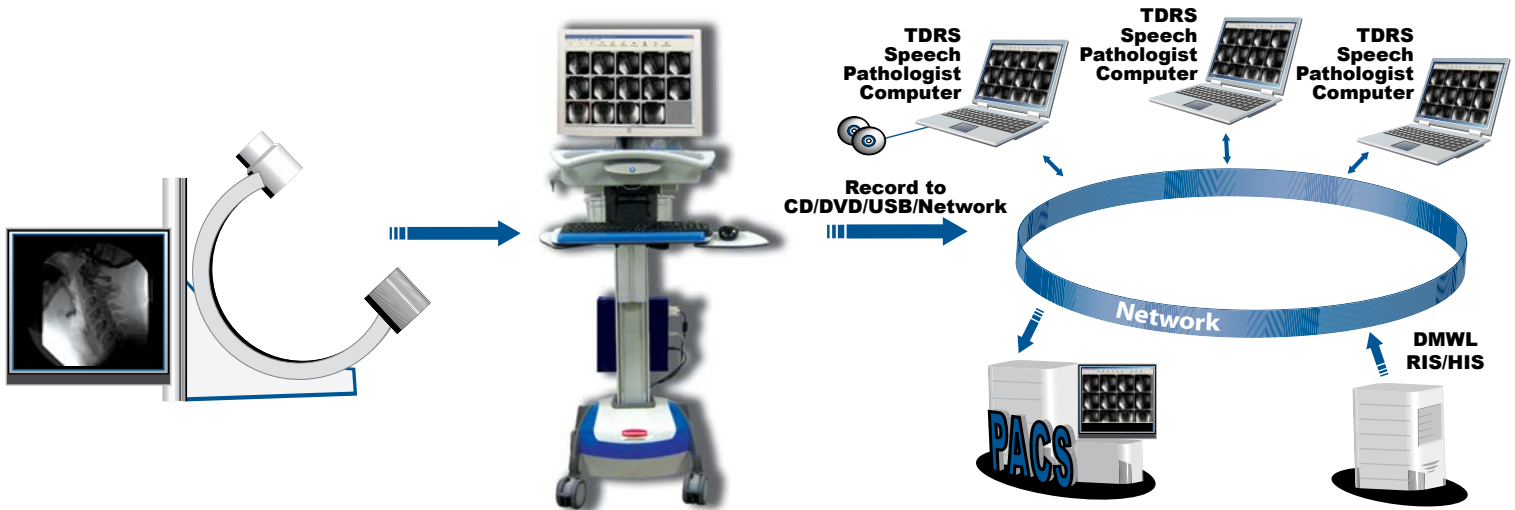 TDRS
Speech
Pathologist
Computer
TDRS
Speech
Pathologist
Computer
TDRS
Speech
Pathologist
Computer
Record to
CD/DVD/USB/Network
Network
DMWL
RIS/HIS
PACS